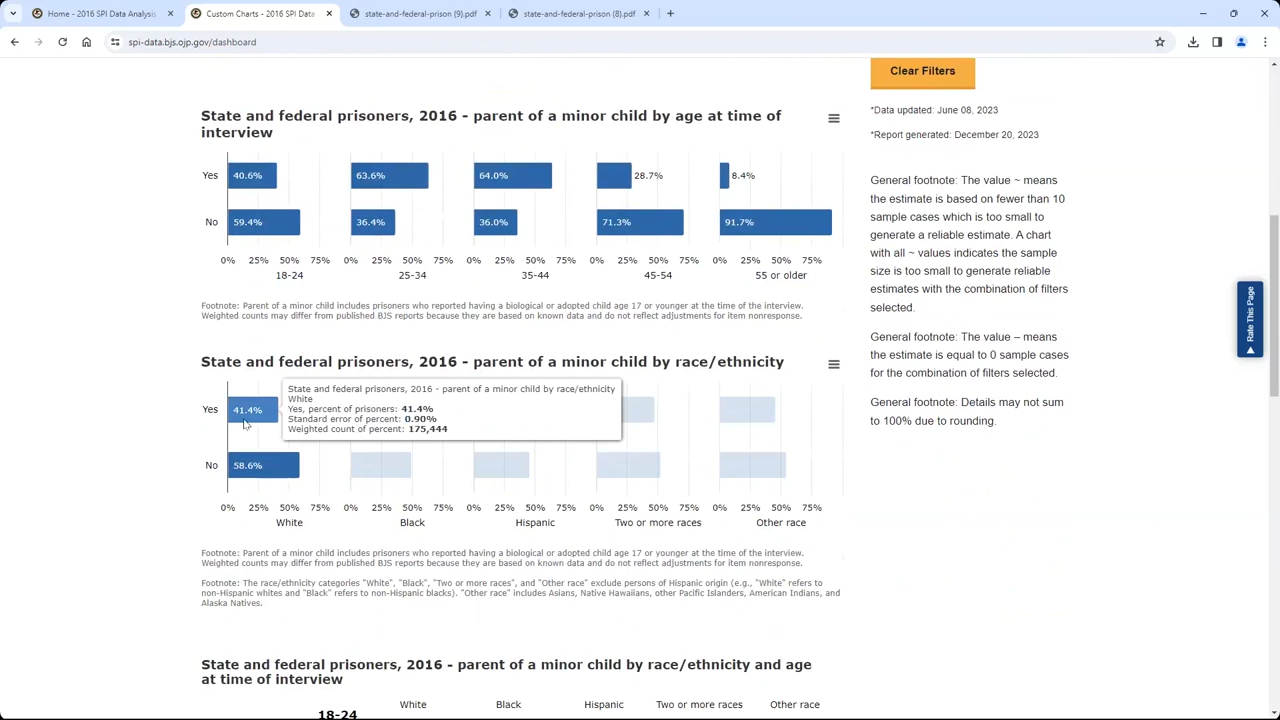 Home - 2016 SPI Data Analysis
Custom Charts - 2016 SPI Data
state-and-federal-prison (9).pdf
state-and-federal-prison (8).pdf
spi-data.bjs.ojp.gov/dashboard
Clear Filters
*Data updated: June 08, 2023
*Report generated: December 20, 2023
General footnote: The value ~ means
the estimate is based on fewer than 10
sample cases which is too small to
generate a reliable estimate. A chart
with all ~ values indicates the sample
size is too small to generate reliable
estimates with the combination of filters
selected.
General footnote: The value – means
the estimate is equal to 0 sample cases
for the combination of filters selected.
General footnote: Details may not sum
to 100% due to rounding.
Rate This Page
State and federal prisoners, 2016 - parent of a minor child by age at time of
interview
Yes 40.6% 63.6% 64.0% 28.7% 8.4%
No 59.4% 36.4% 36.0% 71.3% 91.7%
0% 25% 50% 75% 0% 25% 50% 75% 0% 25% 50% 75% 0% 25% 50% 75% 0% 25% 50% 75%
18-24 25-34 35-44 45-54 55 or older
Footnote: Parent of a minor child includes prisoners who reported having a biological or adopted child age 17 or younger at the time of the interview.
Weighted counts may differ from published BJS reports because they are based on known data and do not reflect adjustments for item nonresponse.
State and federal prisoners, 2016 - parent of a minor child by race/ethnicity
State and federal prisoners, 2016 - parent of a minor child by race/ethnicity
White
Yes, percent of prisoners: 41.4%
Standard error of percent: 0.90%
Weighted count of percent: 175,444
Yes 41.4%
No 58.6%
0% 25% 50% 75% 0% 25% 50% 75% 0% 25% 50% 75% 0% 25% 50% 75% 0% 25% 50% 75%
White Black Hispanic Two or more races Other race
Footnote: Parent of a minor child includes prisoners who reported having a biological or adopted child age 17 or younger at the time of the interview.
Weighted counts may differ from published BJS reports because they are based on known data and do not reflect adjustments for item nonresponse.
Footnote: The race/ethnicity categories "White", "Black", "Two or more races", and "Other race" exclude persons of Hispanic origin (e.g., "White" refers to
non-Hispanic whites and "Black" refers to non-Hispanic blacks). "Other race" includes Asians, Native Hawaiians, other Pacific Islanders, American Indians, and
Alaska Natives.
State and federal prisoners, 2016 - parent of a minor child by race/ethnicity and age
at time of interview
White Black Hispanic Two or more races Other race
18-24